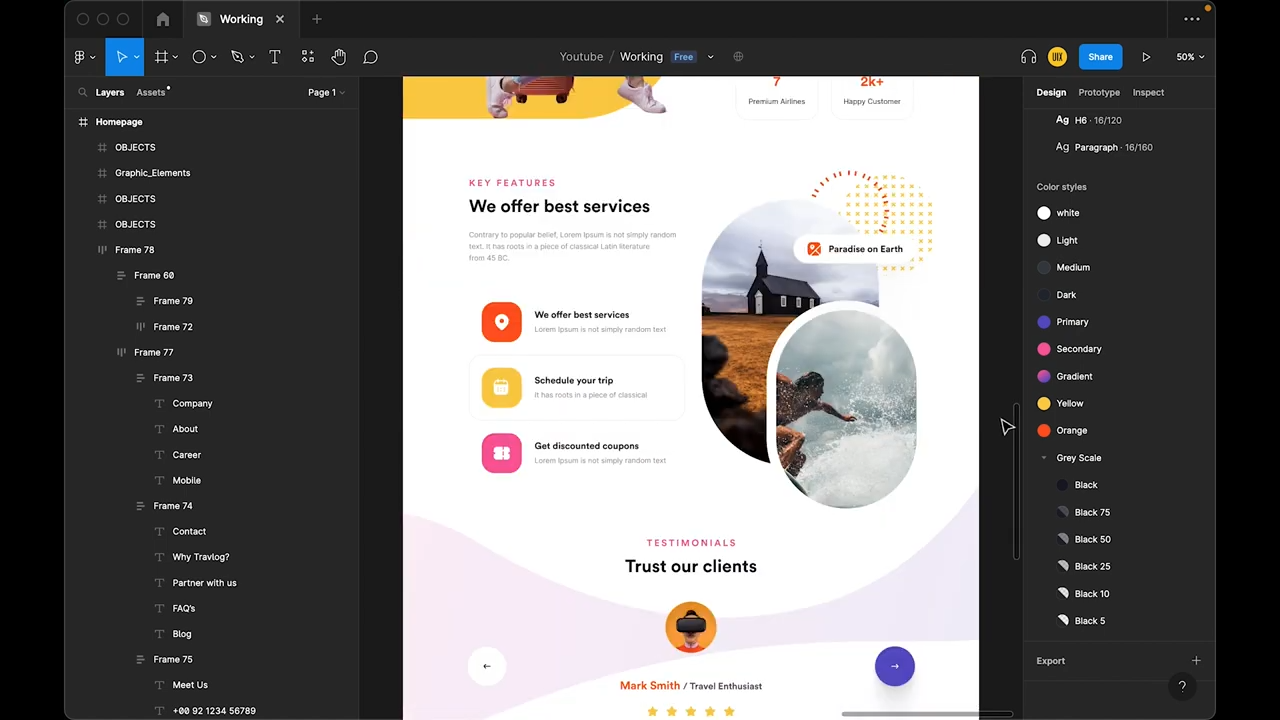 Working
Youtube / Working Free
UIX
Share
50%
Layers
Assets
Page 1
Homepage
OBJECTS
Graphic_Elements
OBJECTS
OBJECTS
Frame 78
Frame 60
Frame 79
Frame 72
Frame 77
Frame 73
Company
About
Career
Mobile
Frame 74
Contact
Why Travlog?
Partner with us
FAQ's
Blog
Frame 75
Meet Us
+00 92 1234 56789
7
Premium Airlines
2k+
Happy Customer
KEY FEATURES
We offer best services
Contrary to popular belief, Lorem Ipsum is not simply random
text. It has roots in a piece of classical Latin literature
from 45 BC.
Paradise on Earth
We offer best services
Lorem Ipsum is not simply random text
Schedule your trip
It has roots in a piece of classical
Get discounted coupons
Lorem Ipsum is not simply random text
TESTIMONIALS
Trust our clients
Mark Smith / Travel Enthusiast
Design
Prototype
Inspect
Ag H6 · 16/120
Ag Paragraph · 16/160
Color styles
white
Light
Medium
Dark
Primary
Secondary
Gradient
Yellow
Orange
Grey Scale
Black
Black 75
Black 50
Black 25
Black 10
Black 5
Export
?